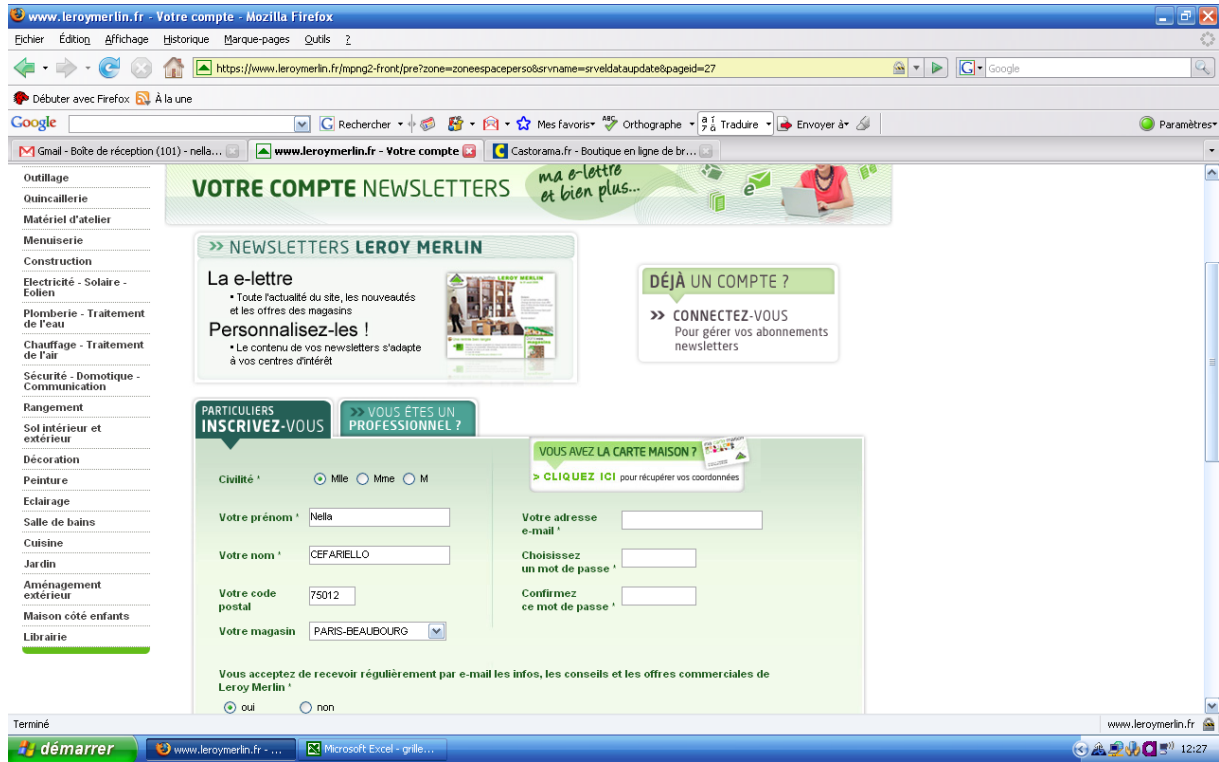 www.leroymerlin.fr - Votre compte - Mozilla Firefox
Fichier Édition Affichage Historique Marque-pages Outils ?
https://www.leroymerlin.fr/mpng2-front/pre?zone=zoneespaceperso&srvname=srveldataupdate&pageid=27
Google
Débuter avec Firefox À la une
Google Rechercher Mes favoris Orthographe Traduire Envoyer à Paramètres
Gmail - Boîte de réception (101) - nella... www.leroymerlin.fr - Votre compte Castorama.fr - Boutique en ligne de br...
Outillage
Quincaillerie
Matériel d'atelier
Menuiserie
Construction
Electricité - Solaire -
Eolien
Plomberie - Traitement
de l'eau
Chauffage - Traitement
de l'air
Sécurité - Domotique -
Communication
Rangement
Sol intérieur et
extérieur
Décoration
Peinture
Eclairage
Salle de bains
Cuisine
Jardin
Aménagement
extérieur
Maison côté enfants
Librairie
VOTRE COMPTE NEWSLETTERS
ma e-lettre
et bien plus...
>> NEWSLETTERS LEROY MERLIN
La e-lettre
• Toute l'actualité du site, les nouveautés
et les offres des magasins
Personnalisez-les !
• Le contenu de vos newsletters s'adapte
à vos centres d'intérêt
LEROY MERLIN
DÉJÀ UN COMPTE ?
>> CONNECTEZ-VOUS
Pour gérer vos abonnements
newsletters
PARTICULIERS
INSCRIVEZ-VOUS
>> VOUS ÊTES UN
PROFESSIONNEL ?
VOUS AVEZ LA CARTE MAISON ?
> CLIQUEZ ICI pour récupérer vos coordonnées
Civilité * Mlle Mme M
Votre prénom * Nella
Votre nom * CEFARIELLO
Votre code
postal
75012
Votre magasin PARIS-BEAUBOURG
Votre adresse
e-mail *
Choisissez
un mot de passe *
Confirmez
ce mot de passe *
Vous acceptez de recevoir régulièrement par e-mail les infos, les conseils et les offres commerciales de
Leroy Merlin *
oui non
Terminé www.leroymerlin.fr
démarrer www.leroymerlin.fr - ... Microsoft Excel - grille... 12:27